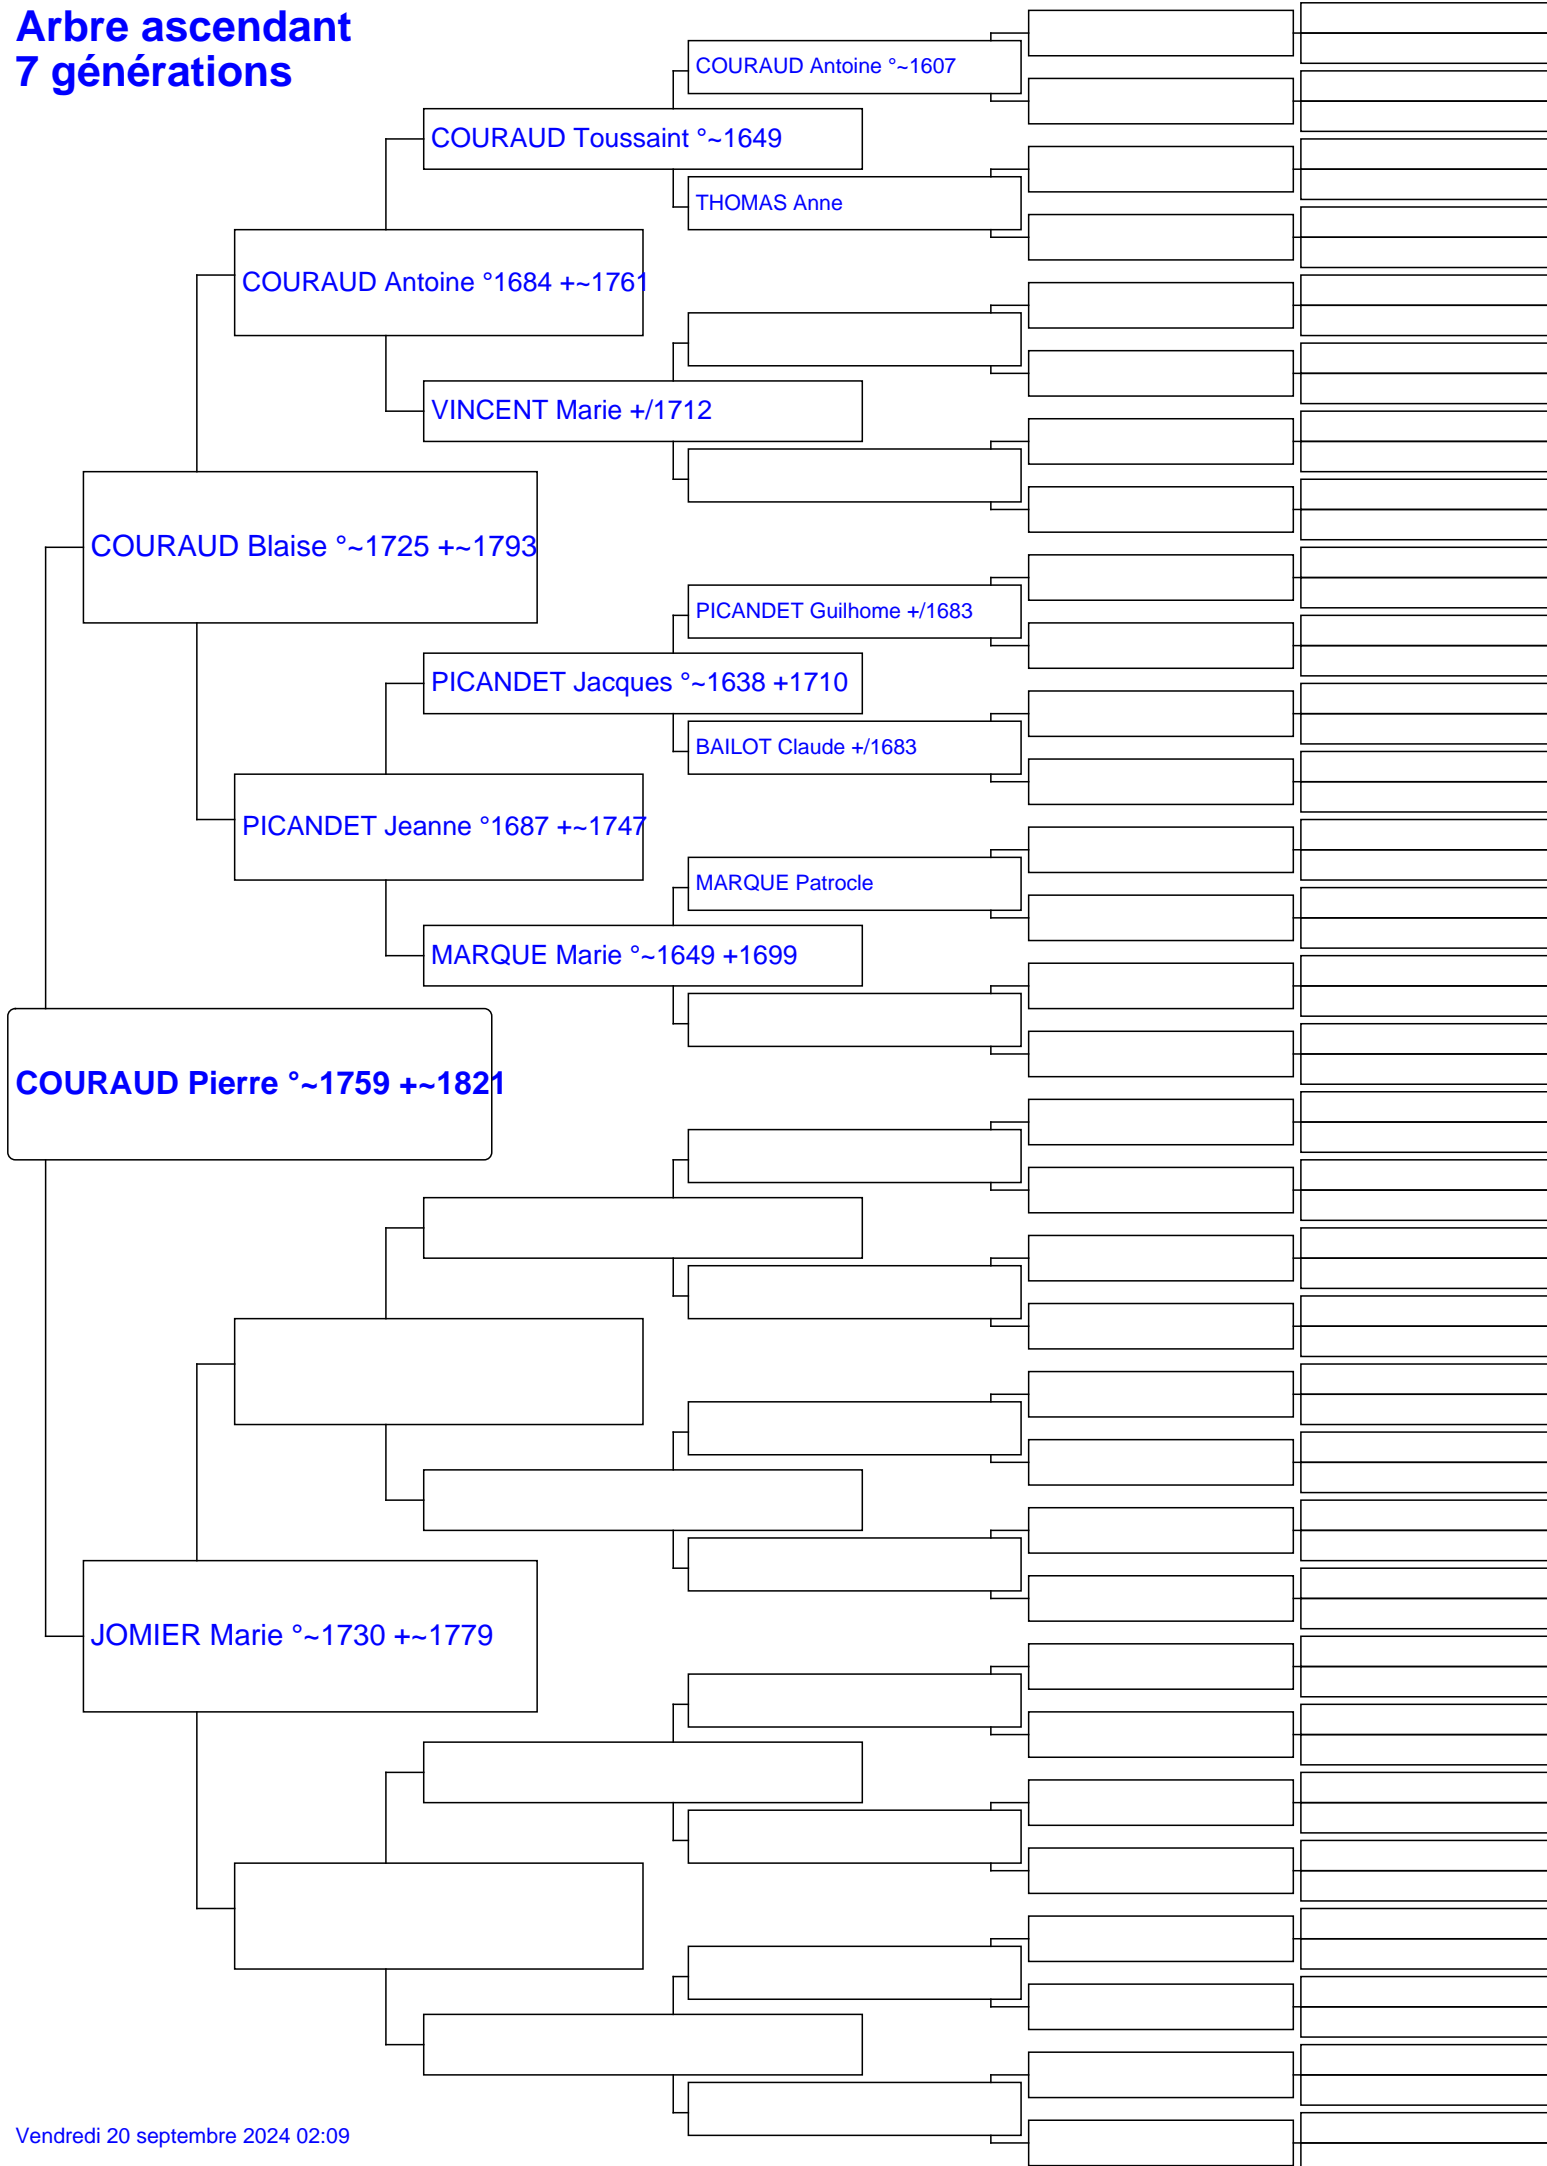 Arbre ascendant
7 générations
COURAUD Antoine °~1607
COURAUD Toussaint °~1649
THOMAS Anne
COURAUD Antoine °1684 +~1761
VINCENT Marie +/1712
COURAUD Blaise °~1725 +~1793
PICANDET Guilhome +/1683
PICANDET Jacques °~1638 +1710
BAILOT Claude +/1683
PICANDET Jeanne °1687 +~1747
MARQUE Patrocle
MARQUE Marie °~1649 +1699
COURAUD Pierre °~1759 +~1821
JOMIER Marie °~1730 +~1779
Vendredi 20 septembre 2024 02:09